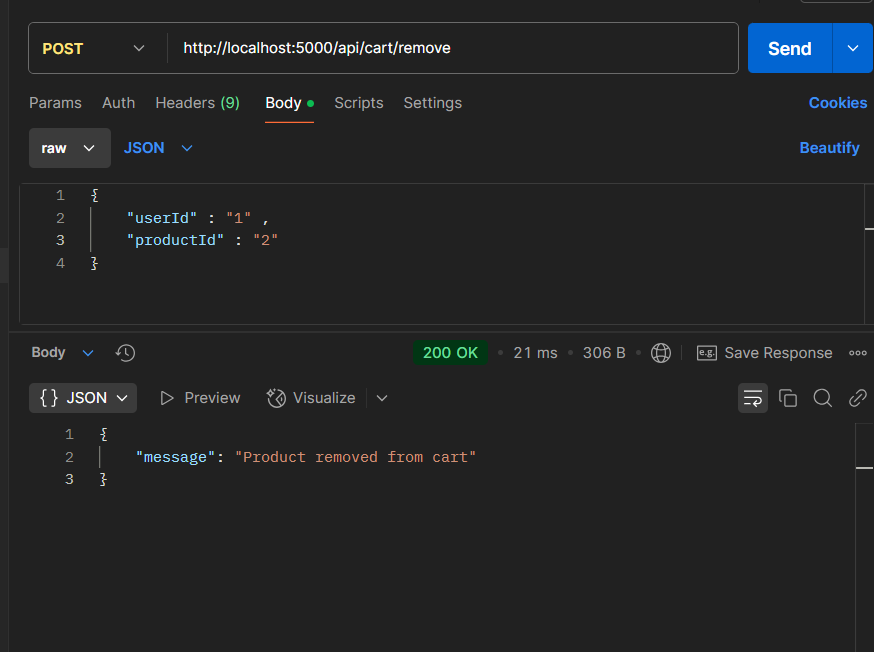 POST http://localhost:5000/api/cart/remove Send
Params Auth Headers (9) Body Scripts Settings Cookies
raw JSON Beautify
1 {
2 "userId" : "1" ,
3 "productId" : "2"
4 }
Body 200 OK • 21 ms • 306 B • e.g. Save Response
{} JSON Preview Visualize
1 {
2 "message": "Product removed from cart"
3 }